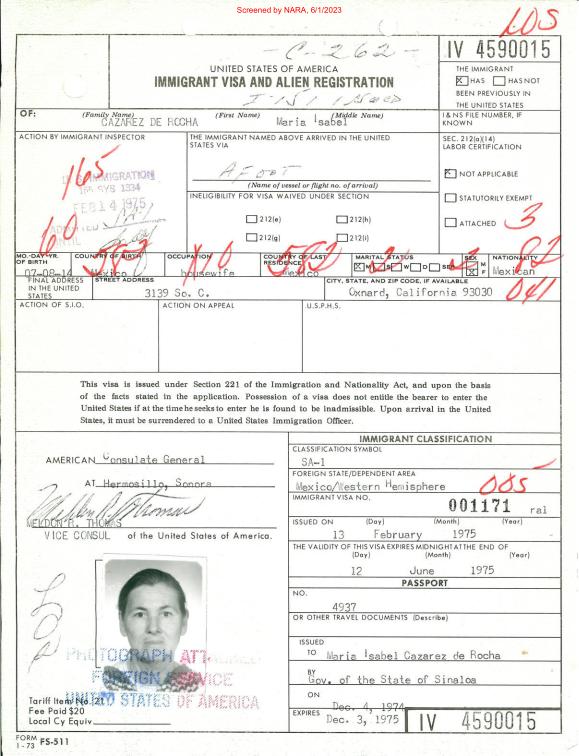 Screened by NARA, 6/1/2023
LOS
- C-262 -
IV 4590015
UNITED STATES OF AMERICA
IMMIGRANT VISA AND ALIEN REGISTRATION
I-151 issued
THE IMMIGRANT
X HAS HAS NOT
BEEN PREVIOUSLY IN
THE UNITED STATES
OF: (Family Name) (First Name) (Middle Name)
CAZAREZ DE ROCHA Maria Isabel
I & NS FILE NUMBER, IF
KNOWN
ACTION BY IMMIGRANT INSPECTOR
THE IMMIGRANT NAMED ABOVE ARRIVED IN THE UNITED
STATES VIA
AFOOT
(Name of vessel or flight no. of arrival)
INELIGIBILITY FOR VISA WAIVED UNDER SECTION
212(e) 212(h)
212(g) 212(i)
SEC. 212(a)(14)
LABOR CERTIFICATION
X NOT APPLICABLE
STATUTORILY EXEMPT
ATTACHED 3
165
IMMIGRATION
165 SYS 1334
FEB 14 1975
60
MO.-DAY-YR.
OF BIRTH
07-08-14
COUNTRY OF BIRTH
Mexico
582
OCCUPATION
housewife
X10
COUNTRY OF LAST
RESIDENCE
Mexico
582
MARITAL STATUS
X M S W D SEP
SEX
M
X F
NATIONALITY
Mexican
82
FINAL ADDRESS
IN THE UNITED
STATES
STREET ADDRESS
3139 So. C.
CITY, STATE, AND ZIP CODE, IF AVAILABLE
Oxnard, California 93030
041
ACTION OF S.I.O.
ACTION ON APPEAL
U.S.P.H.S.
This visa is issued under Section 221 of the Immigration and Nationality Act, and upon the basis
of the facts stated in the application. Possession of a visa does not entitle the bearer to enter the
United States if at the time he seeks to enter he is found to be inadmissible. Upon arrival in the United
States, it must be surrendered to a United States Immigration Officer.
AMERICAN Consulate General
AT Hermosillo, Sonora
MELDON R. THOMAS
VICE CONSUL of the United States of America.
LOS
PHOTOGRAPH ATTACHED
FOREIGN SERVICE
UNITED STATES OF AMERICA
Tariff Item No. 21
Fee Paid $20
Local Cy Equiv.
FORM FS-511
1-73
IMMIGRANT CLASSIFICATION
CLASSIFICATION SYMBOL
SA-1
FOREIGN STATE/DEPENDENT AREA
Mexico/Western Hemisphere
005
IMMIGRANT VISA NO.
001171 ral
ISSUED ON (Day) (Month) (Year)
13 February 1975
THE VALIDITY OF THIS VISA EXPIRES MIDNIGHT AT THE END OF
(Day) (Month) (Year)
12 June 1975
PASSPORT
NO.
4937
OR OTHER TRAVEL DOCUMENTS (Describe)
ISSUED
TO Maria Isabel Cazarez de Rocha
BY
Gov. of the State of Sinaloa
ON
Dec. 4, 1974
EXPIRES Dec. 3, 1975
IV 4590015